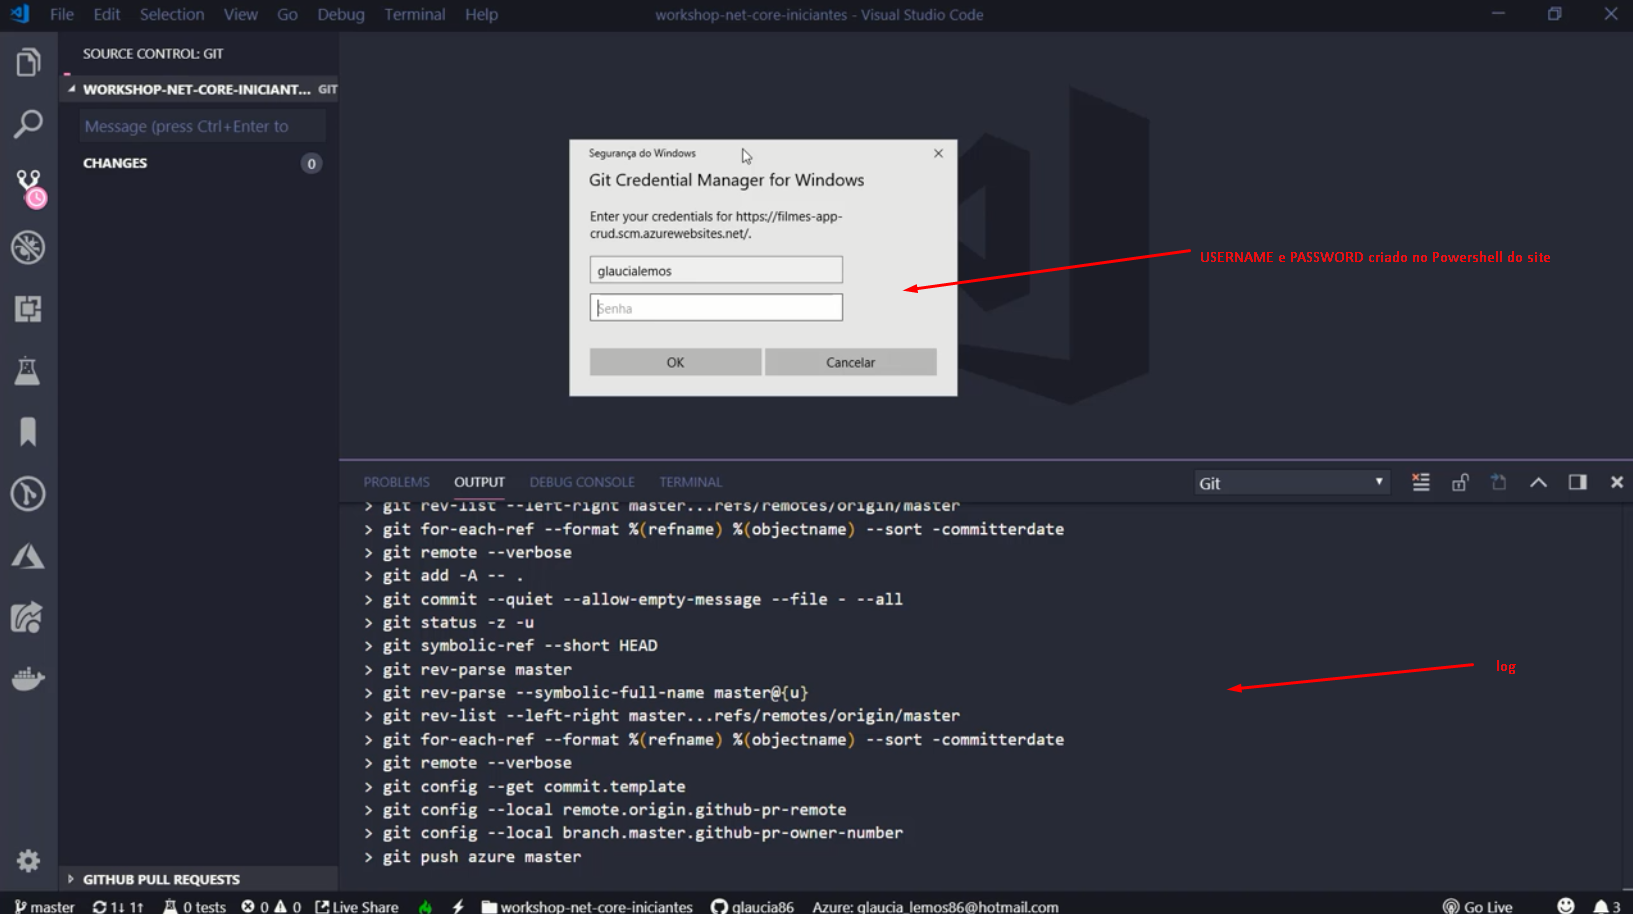 File Edit Selection View Go Debug Terminal Help
workshop-net-core-iniciantes - Visual Studio Code
SOURCE CONTROL: GIT
WORKSHOP-NET-CORE-INICIANT... GIT
Message (press Ctrl+Enter to
CHANGES 0
Segurança do Windows
Git Credential Manager for Windows
Enter your credentials for https://filmes-app-
crud.scm.azurewebsites.net/.
glaucialemos
Senha
OK Cancelar
USERNAME e PASSWORD criado no Powershell do site
PROBLEMS OUTPUT DEBUG CONSOLE TERMINAL
Git
> git rev-list --left-right master...refs/remotes/origin/master
> git for-each-ref --format %(refname) %(objectname) --sort -committerdate
> git remote --verbose
> git add -A -- .
> git commit --quiet --allow-empty-message --file - --all
> git status -z -u
> git symbolic-ref --short HEAD
> git rev-parse master
> git rev-parse --symbolic-full-name master@{u}
> git rev-list --left-right master...refs/remotes/origin/master
> git for-each-ref --format %(refname) %(objectname) --sort -committerdate
> git remote --verbose
> git config --get commit.template
> git config --local remote.origin.github-pr-remote
> git config --local branch.master.github-pr-owner-number
> git push azure master
log
GITHUB PULL REQUESTS
master 1↓ 1↑ 0 tests 0 0 Live Share workshop-net-core-iniciantes glaucia86 Azure: glaucia_lemos86@hotmail.com Go Live 3